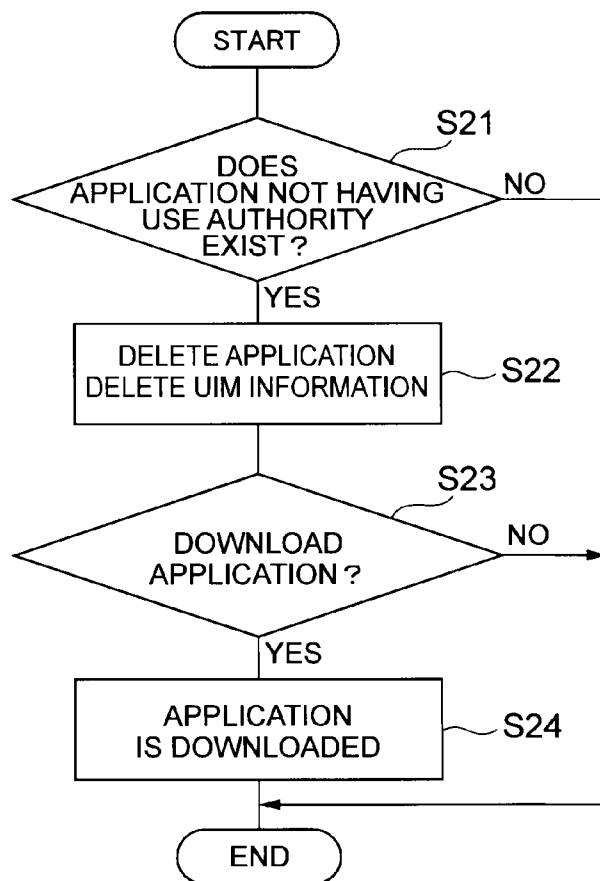 START
S21
DOES
APPLICATION NOT HAVING
USE AUTHORITY
EXIST ?
NO
YES
DELETE APPLICATION
DELETE UIM INFORMATION
S22
S23
DOWNLOAD
APPLICATION ?
NO
YES
APPLICATION
IS DOWNLOADED
S24
END